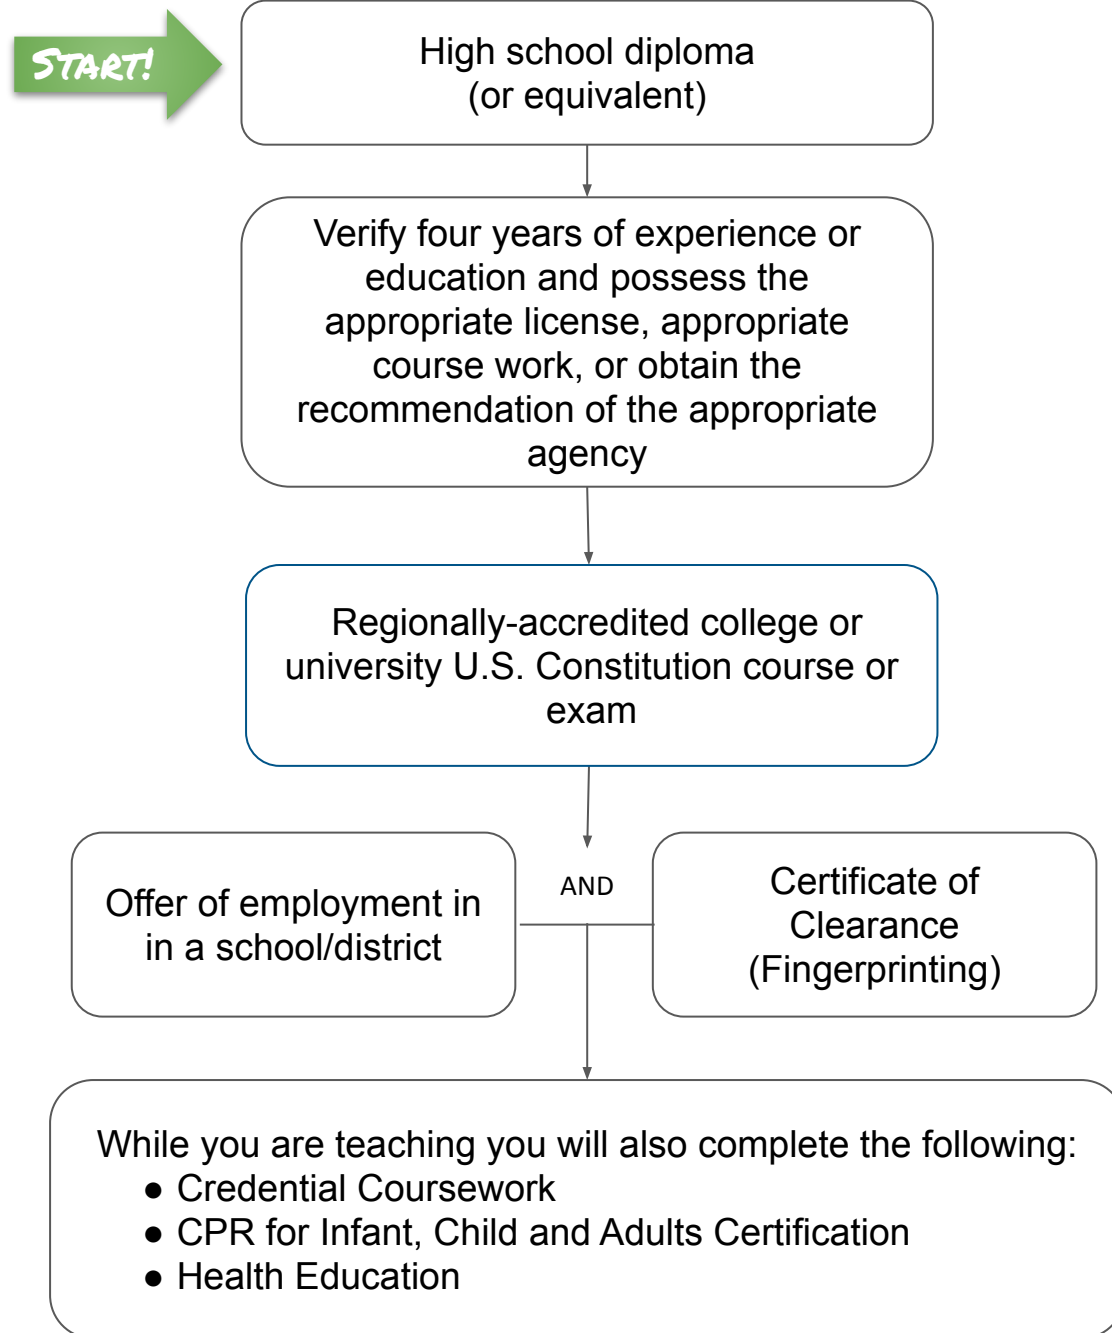 START!
High school diploma
(or equivalent)
Verify four years of experience or
education and possess the
appropriate license, appropriate
course work, or obtain the
recommendation of the appropriate
agency
Regionally-accredited college or
university U.S. Constitution course or
exam
Offer of employment in
in a school/district
AND
Certificate of
Clearance
(Fingerprinting)
While you are teaching you will also complete the following:
● Credential Coursework
● CPR for Infant, Child and Adults Certification
● Health Education